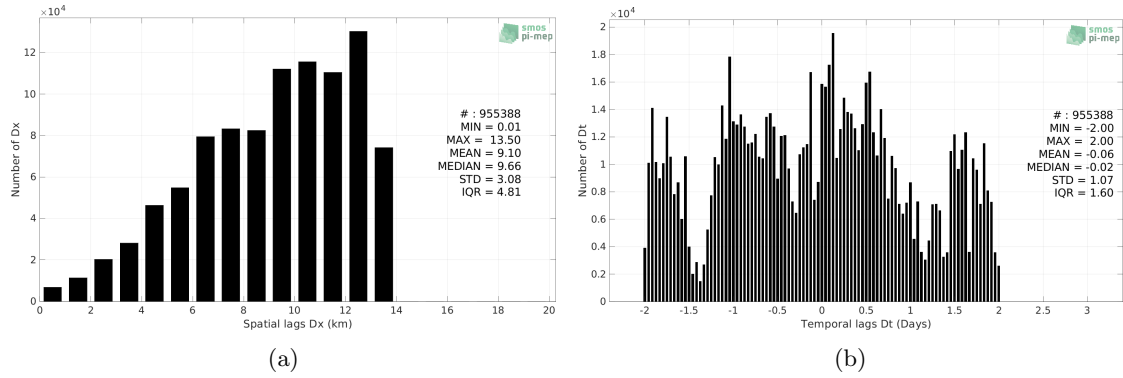 ×10⁴
smos
pi-mep
12
10
8
6
4
2
0
Number of Dx
# : 955388
MIN = 0.01
MAX = 13.50
MEAN = 9.10
MEDIAN = 9.66
STD = 3.08
IQR = 4.81
0 2 4 6 8 10 12 14 16 18 20
Spatial lags Dx (km)
(a)
×10⁴
smos
pi-mep
2
1.8
1.6
1.4
1.2
1
0.8
0.6
0.4
0.2
0
Number of Dt
# : 955388
MIN = -2.00
MAX = 2.00
MEAN = -0.06
MEDIAN = -0.02
STD = 1.07
IQR = 1.60
-2 -1.5 -1 -0.5 0 0.5 1 1.5 2 2.5 3
Temporal lags Dt (Days)
(b)